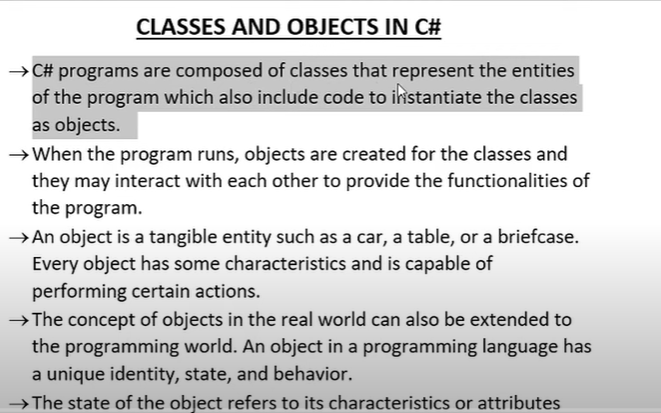 CLASSES AND OBJECTS IN C#
→ C# programs are composed of classes that represent the entities
of the program which also include code to instantiate the classes
as objects.
→ When the program runs, objects are created for the classes and
they may interact with each other to provide the functionalities of
the program.
→ An object is a tangible entity such as a car, a table, or a briefcase.
Every object has some characteristics and is capable of
performing certain actions.
→ The concept of objects in the real world can also be extended to
the programming world. An object in a programming language has
a unique identity, state, and behavior.
→ The state of the object refers to its characteristics or attributes